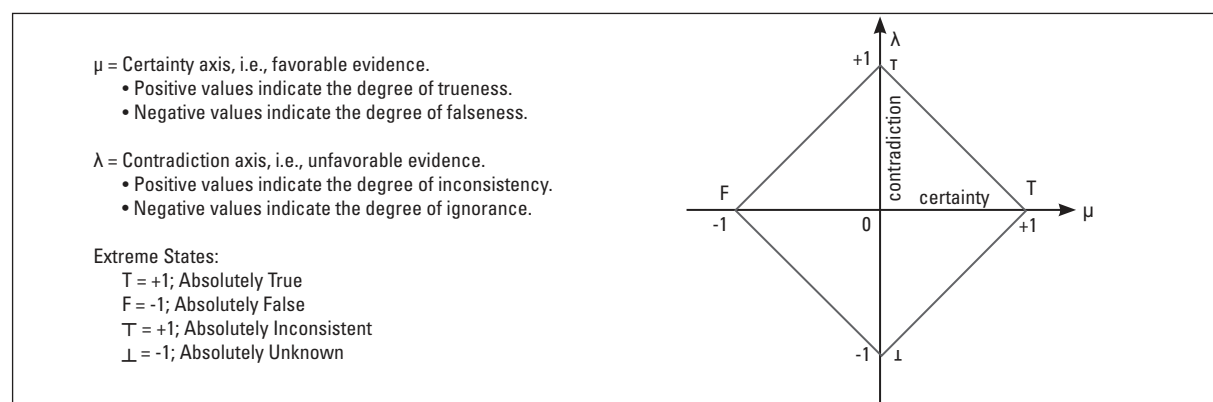 μ = Certainty axis, i.e., favorable evidence.
• Positive values indicate the degree of trueness.
• Negative values indicate the degree of falseness.
λ = Contradiction axis, i.e., unfavorable evidence.
• Positive values indicate the degree of inconsistency.
• Negative values indicate the degree of ignorance.
Extreme States:
T = +1; Absolutely True
F = -1; Absolutely False
⊤ = +1; Absolutely Inconsistent
⊥ = -1; Absolutely Unknown
λ
+1 ⊤
contradiction
F T
certainty
μ
-1 0 +1
-1 ⊥